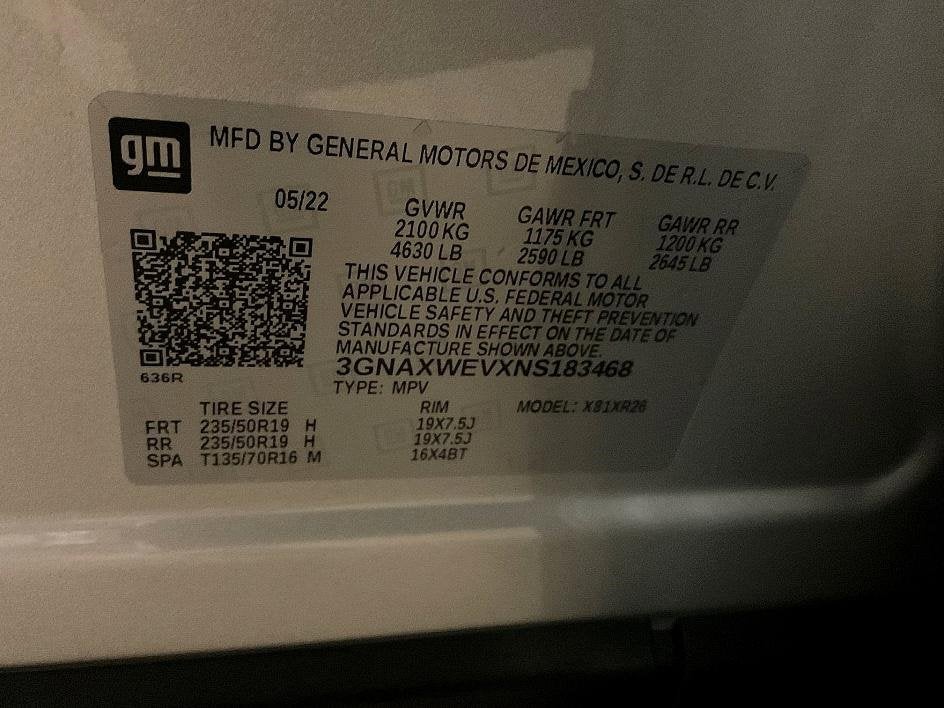 gm
MFD BY GENERAL MOTORS DE MEXICO, S. DE R.L. DE C.V.
05/22
GVWR GAWR FRT GAWR RR
2100 KG 1175 KG 1200 KG
4630 LB 2590 LB 2645 LB
THIS VEHICLE CONFORMS TO ALL
APPLICABLE U.S. FEDERAL MOTOR
VEHICLE SAFETY AND THEFT PREVENTION
STANDARDS IN EFFECT ON THE DATE OF
MANUFACTURE SHOWN ABOVE.
3GNAXWEVXNS183468
636R
TYPE: MPV
TIRE SIZE RIM MODEL: X81XR26
FRT 235/50R19 H 19X7.5J
RR 235/50R19 H 19X7.5J
SPA T135/70R16 M 16X4BT